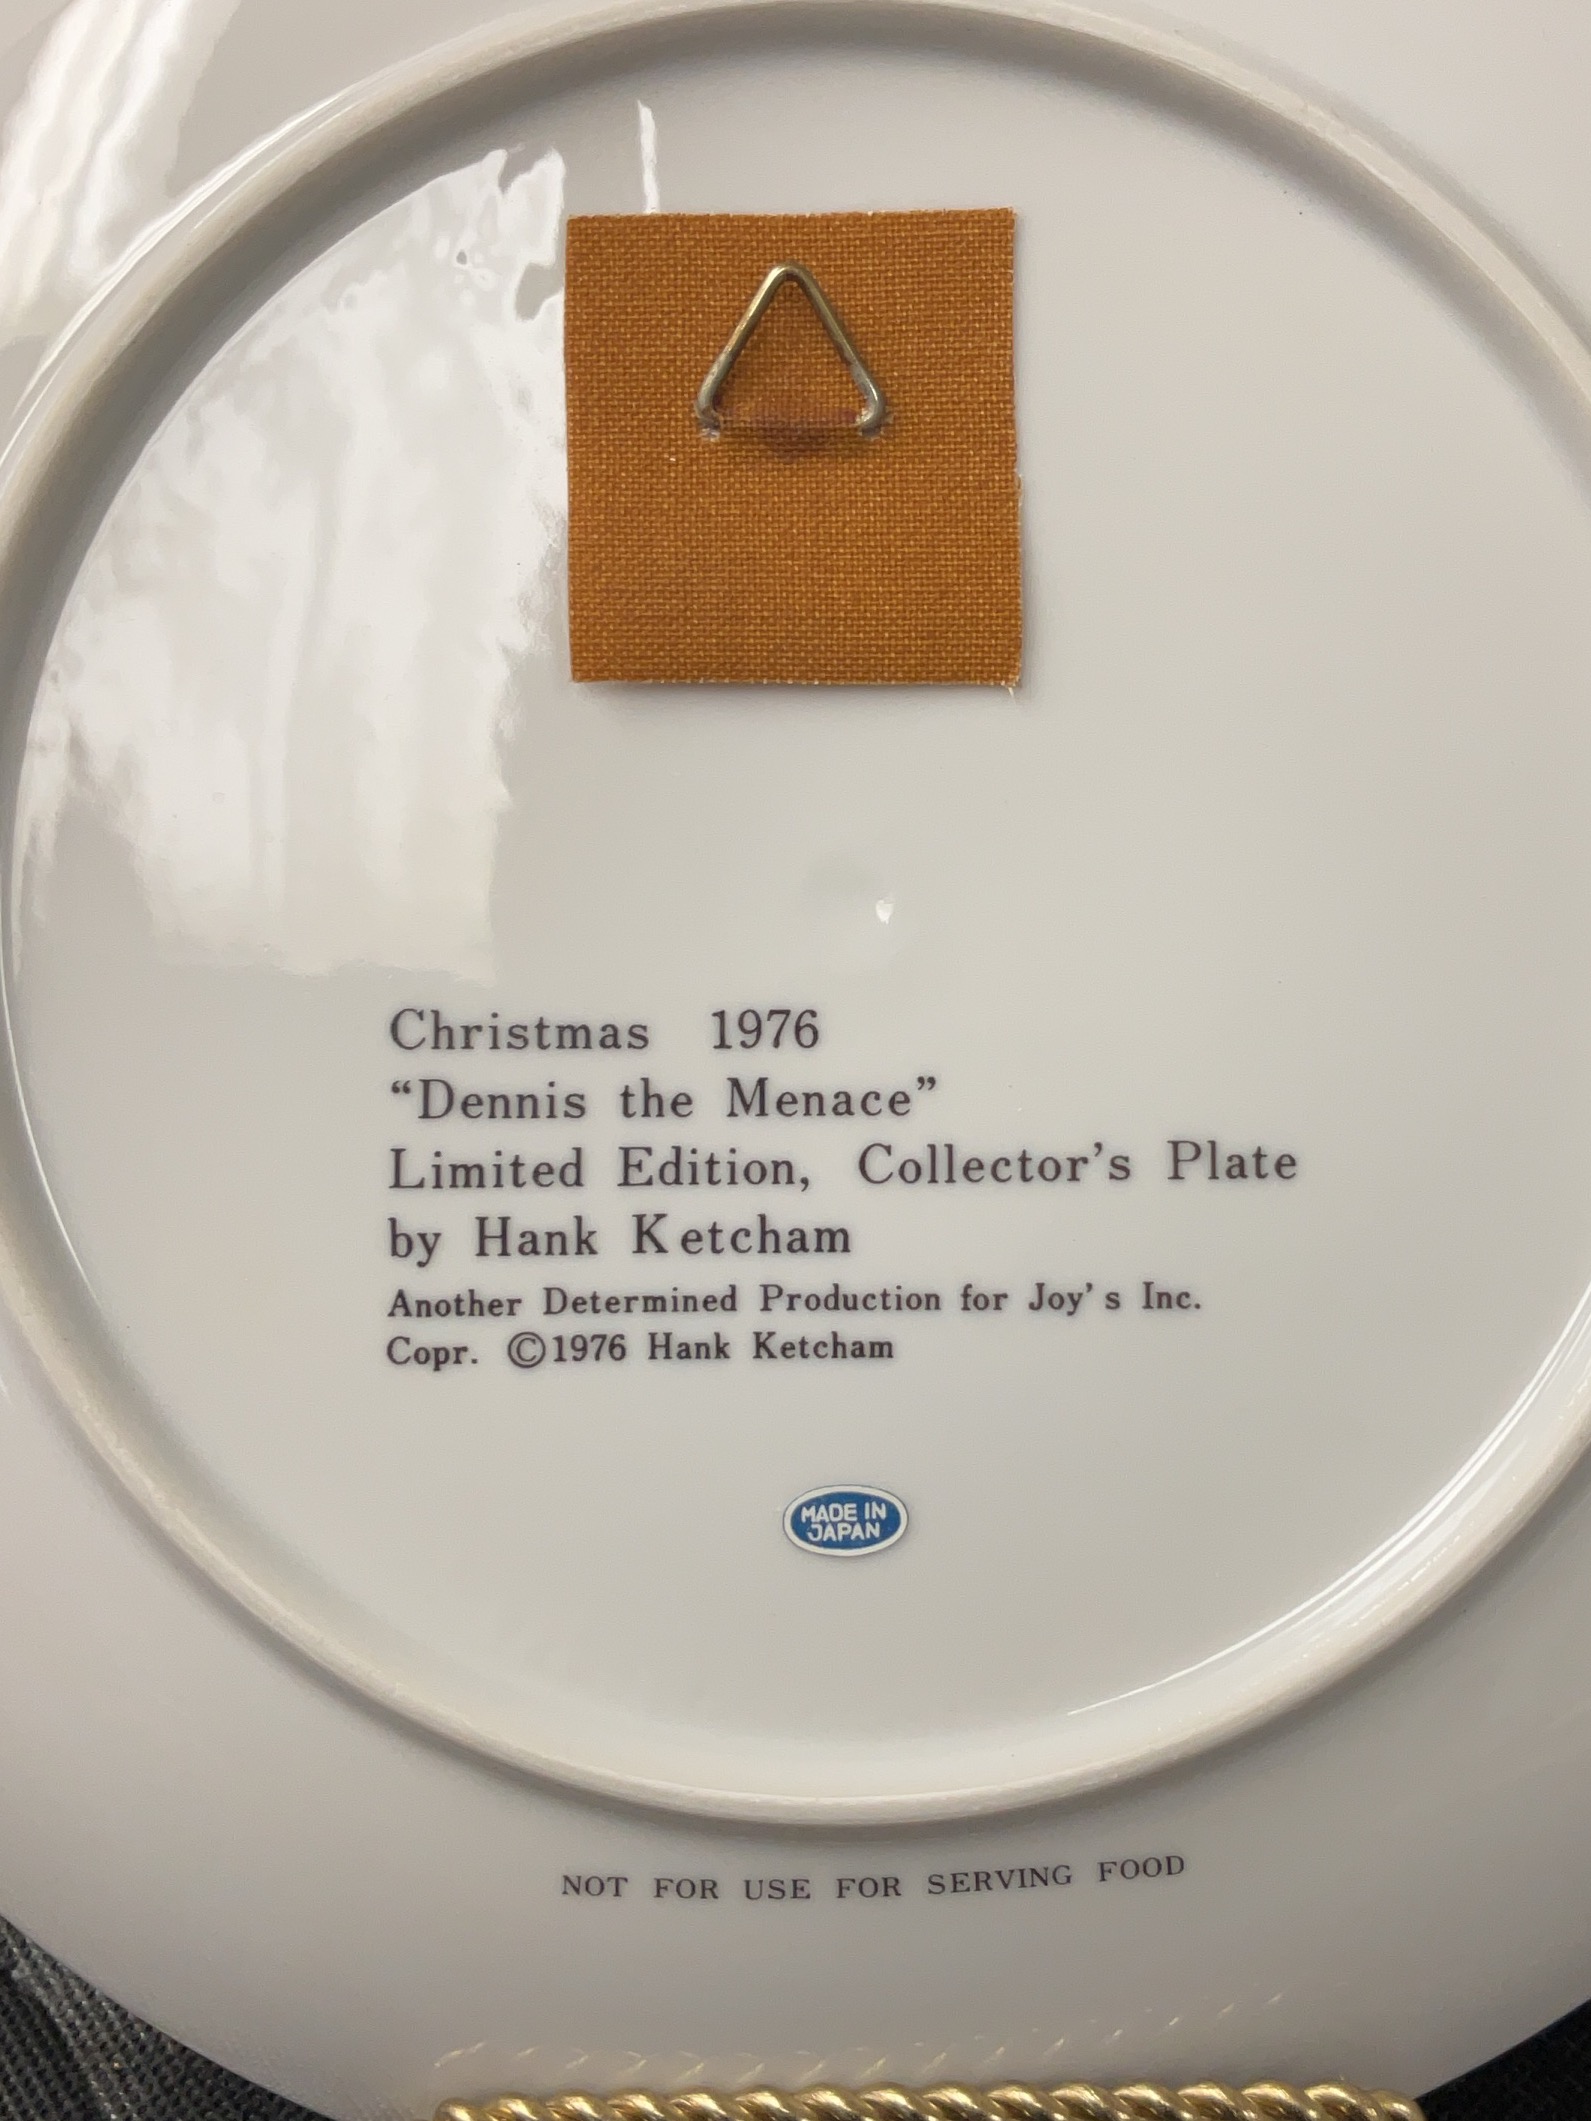 Christmas 1976
“Dennis the Menace”
Limited Edition, Collector's Plate
by Hank Ketcham
Another Determined Production for Joy's Inc.
Copr. ©1976 Hank Ketcham
MADE IN
JAPAN
NOT FOR USE FOR SERVING FOOD